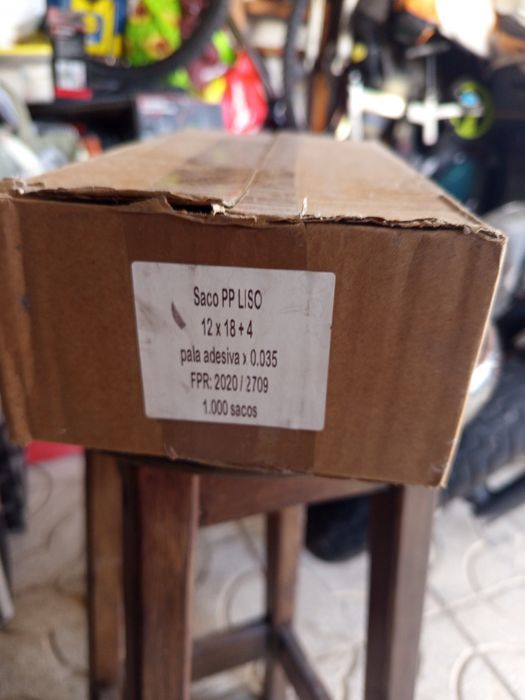 Saco PP LISO
12 x 18 + 4
pala adesiva › 0.035
FPR: 2020 / 2709
1.000 sacos